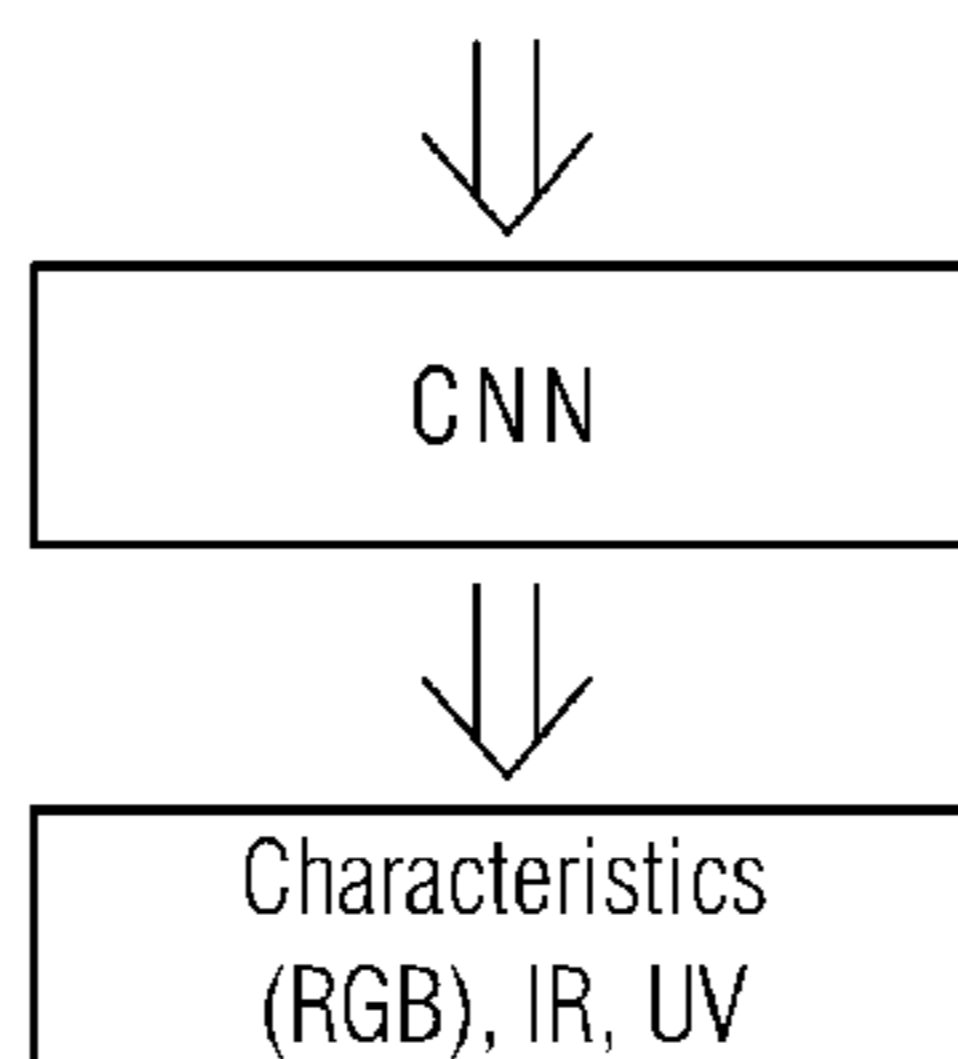 CNN
Characteristics
(RGB), IR, UV